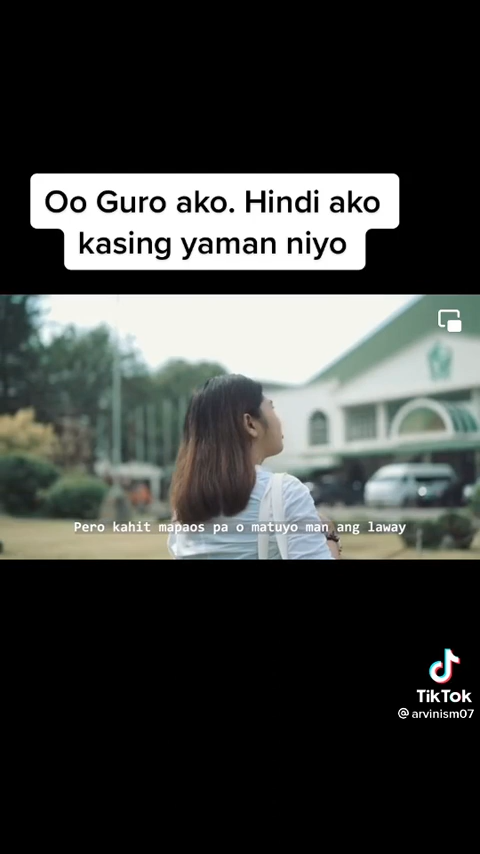 Oo Guro ako. Hindi ako
kasing yaman niyo
Pero kahit mapaos pa o matuyo man ang laway
TikTok
@arvinism07